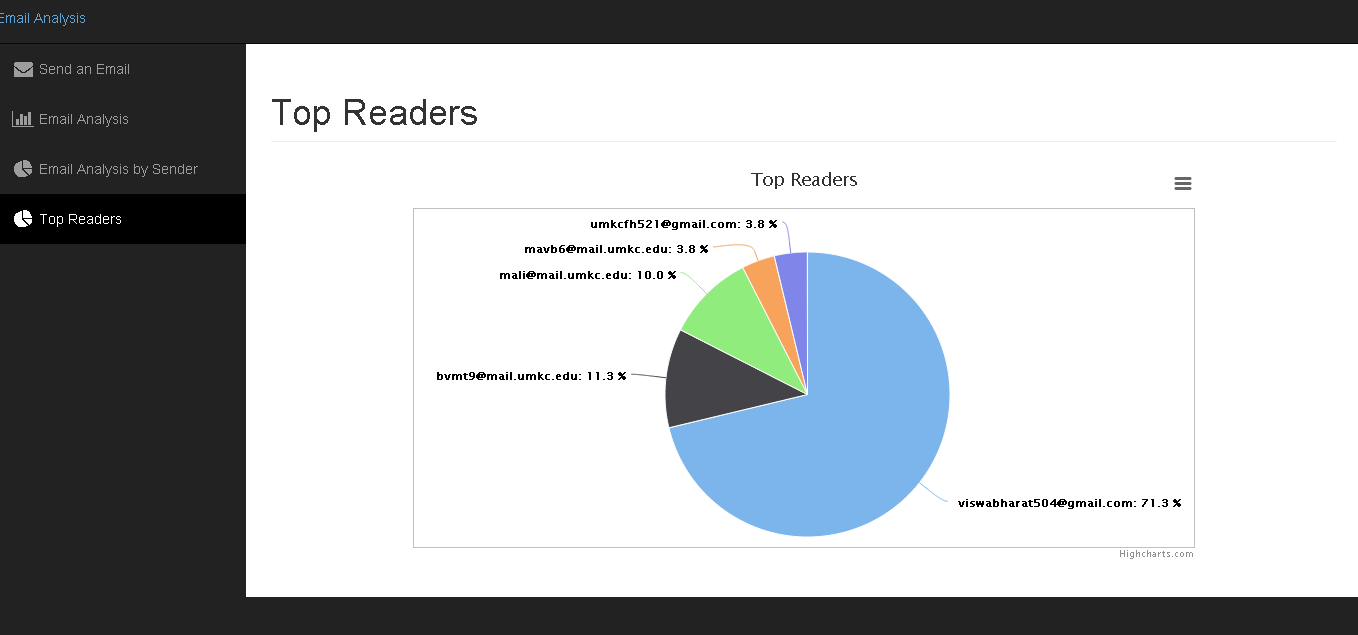 Email Analysis
Send an Email
Email Analysis
Email Analysis by Sender
Top Readers
Top Readers
Top Readers
umkcfh521@gmail.com: 3.8 %
mavb6@mail.umkc.edu: 3.8 %
mali@mail.umkc.edu: 10.0 %
bvmt9@mail.umkc.edu: 11.3 %
viswabharat504@gmail.com: 71.3 %
Highcharts.com